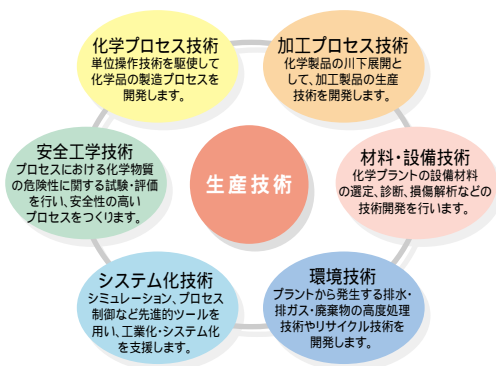 化学プロセス技術
単位操作技術を駆使して
化学品の製造プロセスを
開発します。
加工プロセス技術
化学製品の川下展開と
して、加工製品の生産
技術を開発します。
安全工学技術
プロセスにおける化学物質
の危険性に関する試験・評価
を行い、安全性の高い
プロセスをつくります。
生産技術
材料・設備技術
化学プラントの設備材料
の選定、診断、損傷解析などの
技術開発を行います。
システム化技術
シミュレーション、プロセス
制御など先進的ツールを
用い、工業化・システム化
を支援します。
環境技術
プラントから発生する排水・
排ガス・廃棄物の高度処理
技術やリサイクル技術を
開発します。